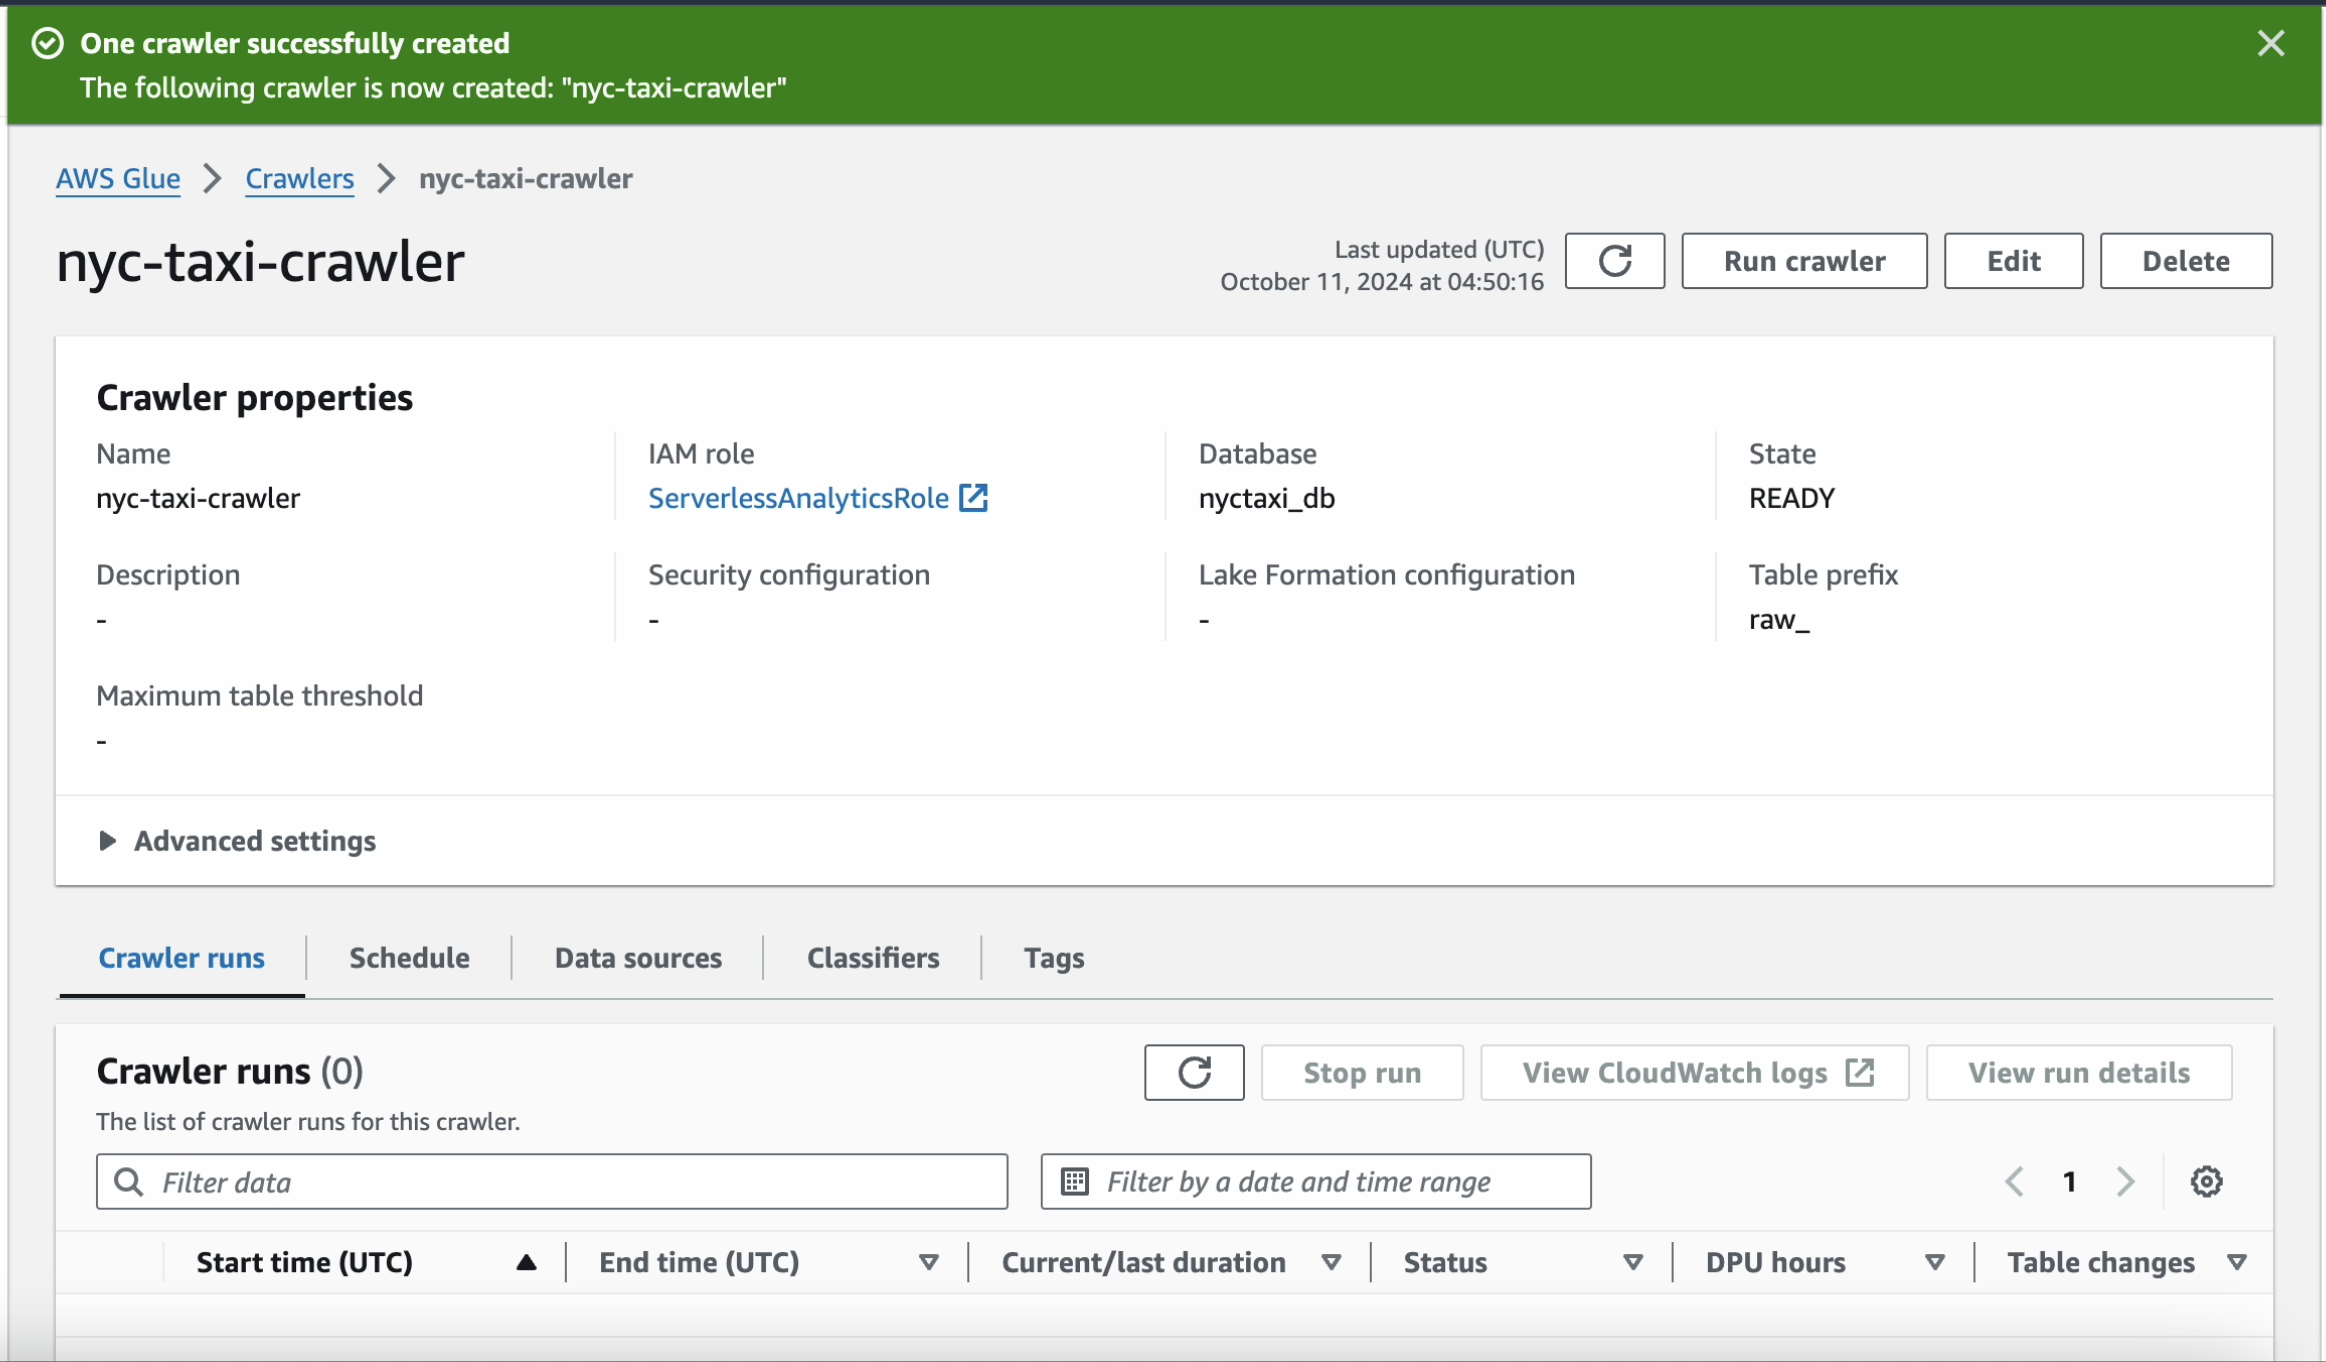 One crawler successfully created
The following crawler is now created: "nyc-taxi-crawler"
AWS Glue Crawlers nyc-taxi-crawler
nyc-taxi-crawler
Last updated (UTC)
October 11, 2024 at 04:50:16
Run crawler Edit Delete
Crawler properties
Name IAM role Database State
nyc-taxi-crawler ServerlessAnalyticsRole nyctaxi_db READY
Description Security configuration Lake Formation configuration Table prefix
- - - raw_
Maximum table threshold
-
Advanced settings
Crawler runs Schedule Data sources Classifiers Tags
Crawler runs (0) Stop run View CloudWatch logs View run details
The list of crawler runs for this crawler.
Filter data Filter by a date and time range 1
Start time (UTC) End time (UTC) Current/last duration Status DPU hours Table changes